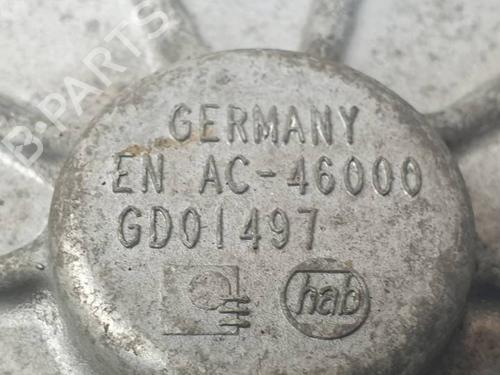 B-PARTS
GERMANY
EN AC-46000
GD01497
hab